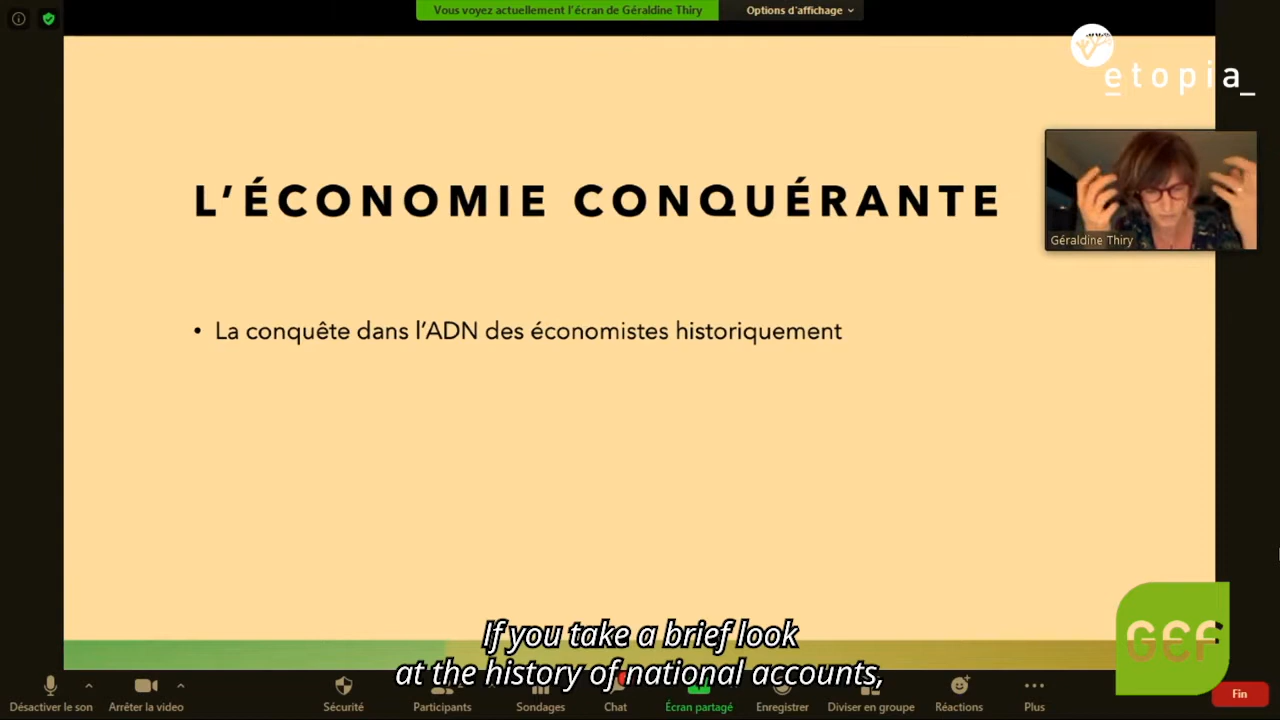 Vous voyez actuellement l'écran de Géraldine Thiry
Options d'affichage
etopia_
L'ÉCONOMIE CONQUÉRANTE
Géraldine Thiry
• La conquête dans l'ADN des économistes historiquement
GEF
If you take a brief look
at the history of national accounts,
Désactiver le son
Arrêter la video
Sécurité
Participants
Sondages
Chat
Écran partagé
Enregistrer
Diviser en groupe
Réactions
Plus
Fin